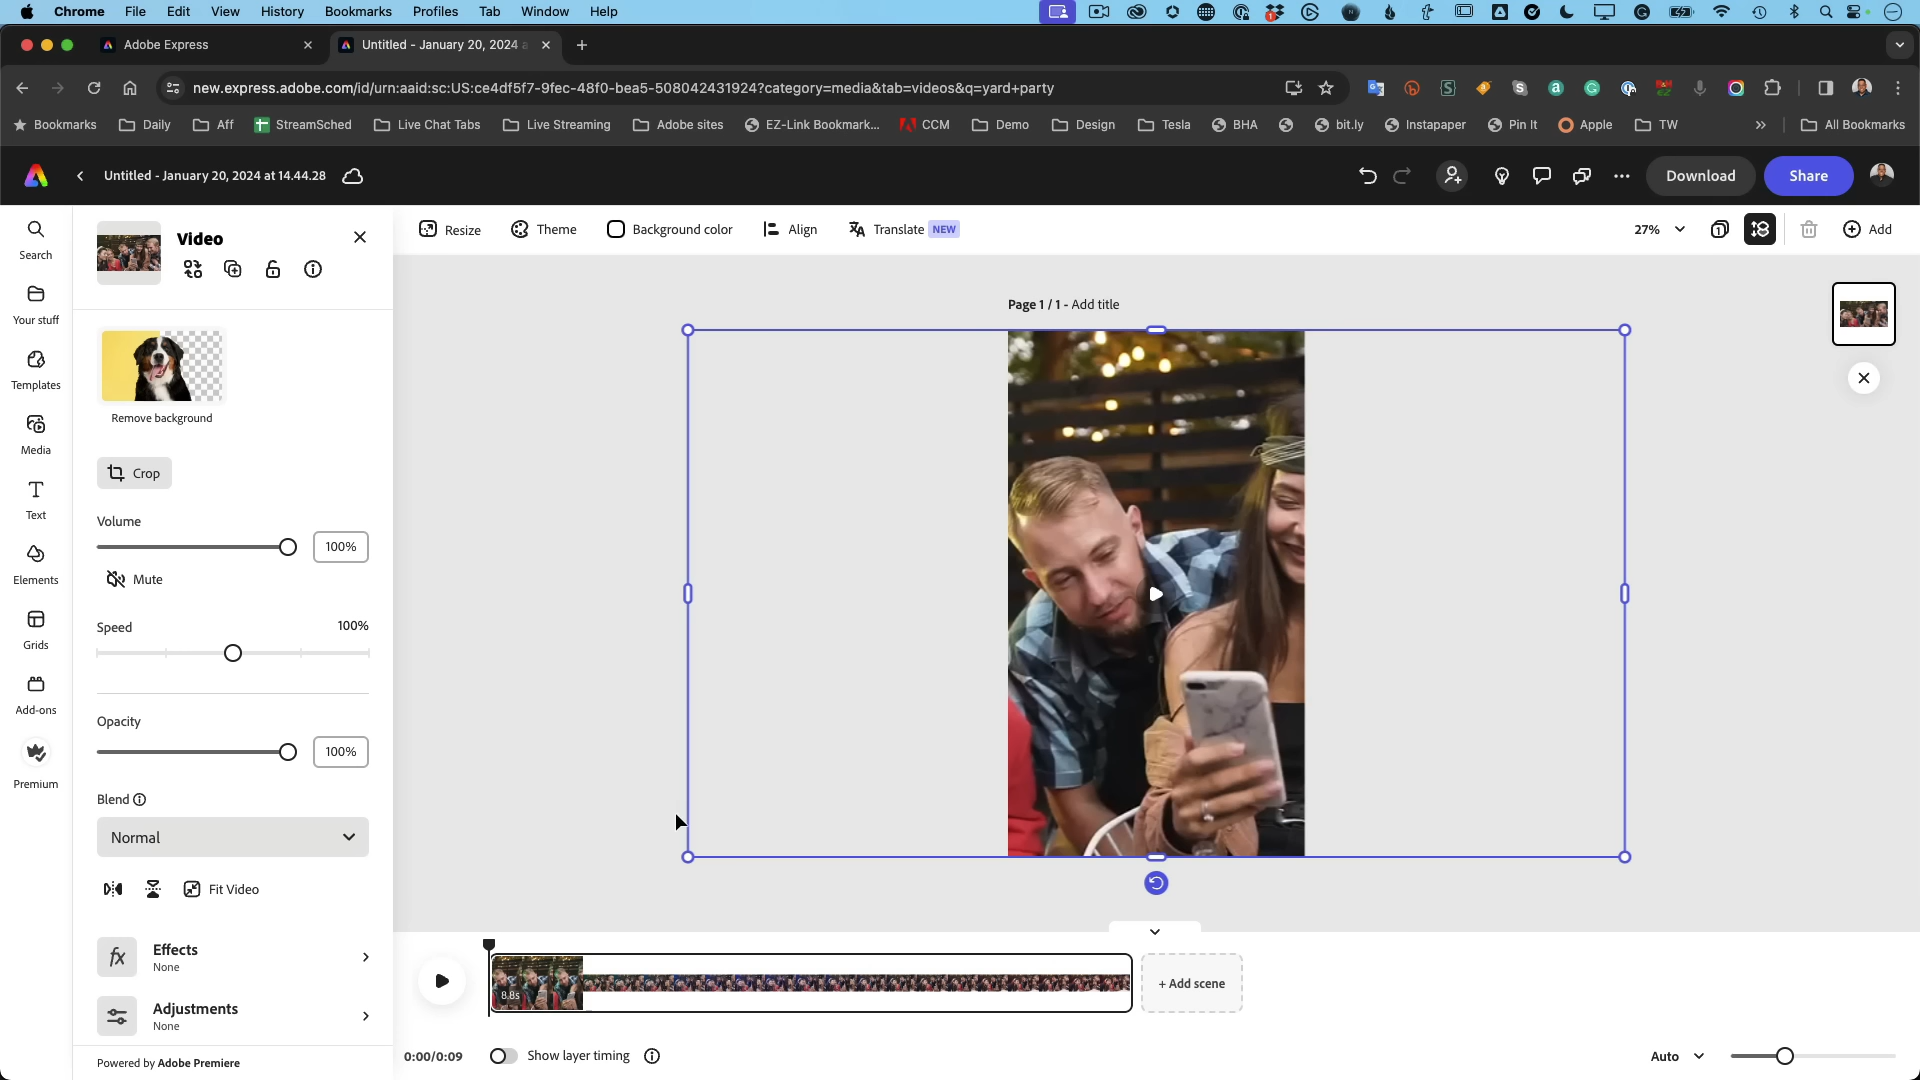 Chrome File Edit View History Bookmarks Profiles Tab Window Help
Adobe Express
Untitled - January 20, 2024 a
new.express.adobe.com/id/urn:aaid:sc:US:ce4df5f7-9fec-48f0-bea5-508042431924?category=media&tab=videos&q=yard+party
Bookmarks Daily Aff StreamSched Live Chat Tabs Live Streaming Adobe sites EZ-Link Bookmark... CCM Demo Design Tesla BHA bit.ly Instapaper Pin It Apple TW » All Bookmarks
Untitled - January 20, 2024 at 14.44.28
Download
Share
Resize Theme Background color Align Translate NEW 27% Add
Search
Your stuff
Templates
Media
Text
Elements
Grids
Add-ons
Premium
Video
Remove background
Crop
Volume
100%
Mute
Speed 100%
Opacity
100%
Blend
Normal
Fit Video
fx
Effects
None
Adjustments
None
Powered by Adobe Premiere
Page 1 / 1 - Add title
8.8s
+ Add scene
0:00/0:09 Show layer timing Auto